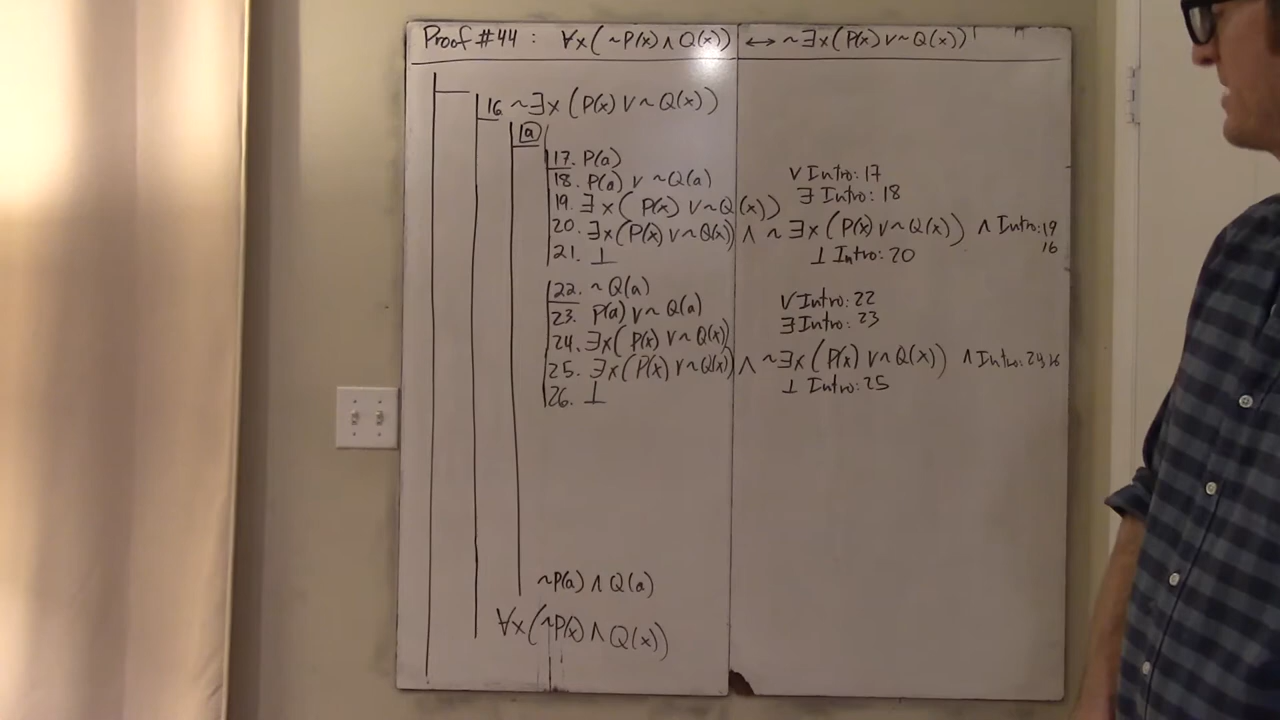 Proof #44 : ∀x(~P(x) ∧ Q(x)) ↔ ~∃x(P(x) ∨ ~Q(x))
16 ~∃x(P(x) ∨ ~Q(x))
a
17. P(a)
18. P(a) ∨ ~Q(a) ∨ Intro: 17
19. ∃x(P(x) ∨ ~Q(x)) ∃ Intro: 18
20. ∃x(P(x) ∨ ~Q(x)) ∧ ~∃x(P(x) ∨ ~Q(x)) ∧ Intro: 19
16
21. ⊥ ⊥ Intro: 20
22. ~Q(a)
23. P(a) ∨ ~Q(a) ∨ Intro: 22
24. ∃x(P(x) ∨ ~Q(x)) ∃ Intro: 23
25. ∃x(P(x) ∨ ~Q(x)) ∧ ~∃x(P(x) ∨ ~Q(x)) ∧ Intro: 24, 16
26. ⊥ ⊥ Intro: 25
~P(a) ∧ Q(a)
∀x(~P(x) ∧ Q(x))